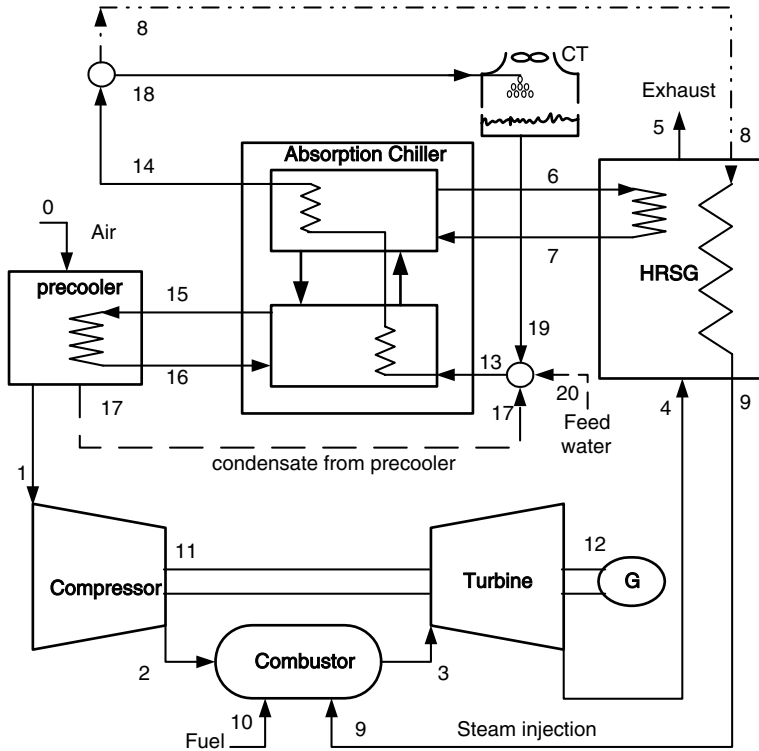 8
18
CT
Exhaust
5
8
14
Absorption Chiller
6
0
Air
7
HRSG
precooler
15
16
19
13
17
17
20
4
9
Feed
water
condensate from precooler
1
11
12
Compressor
Turbine
G
2
Combustor
3
10
9
Steam injection
Fuel